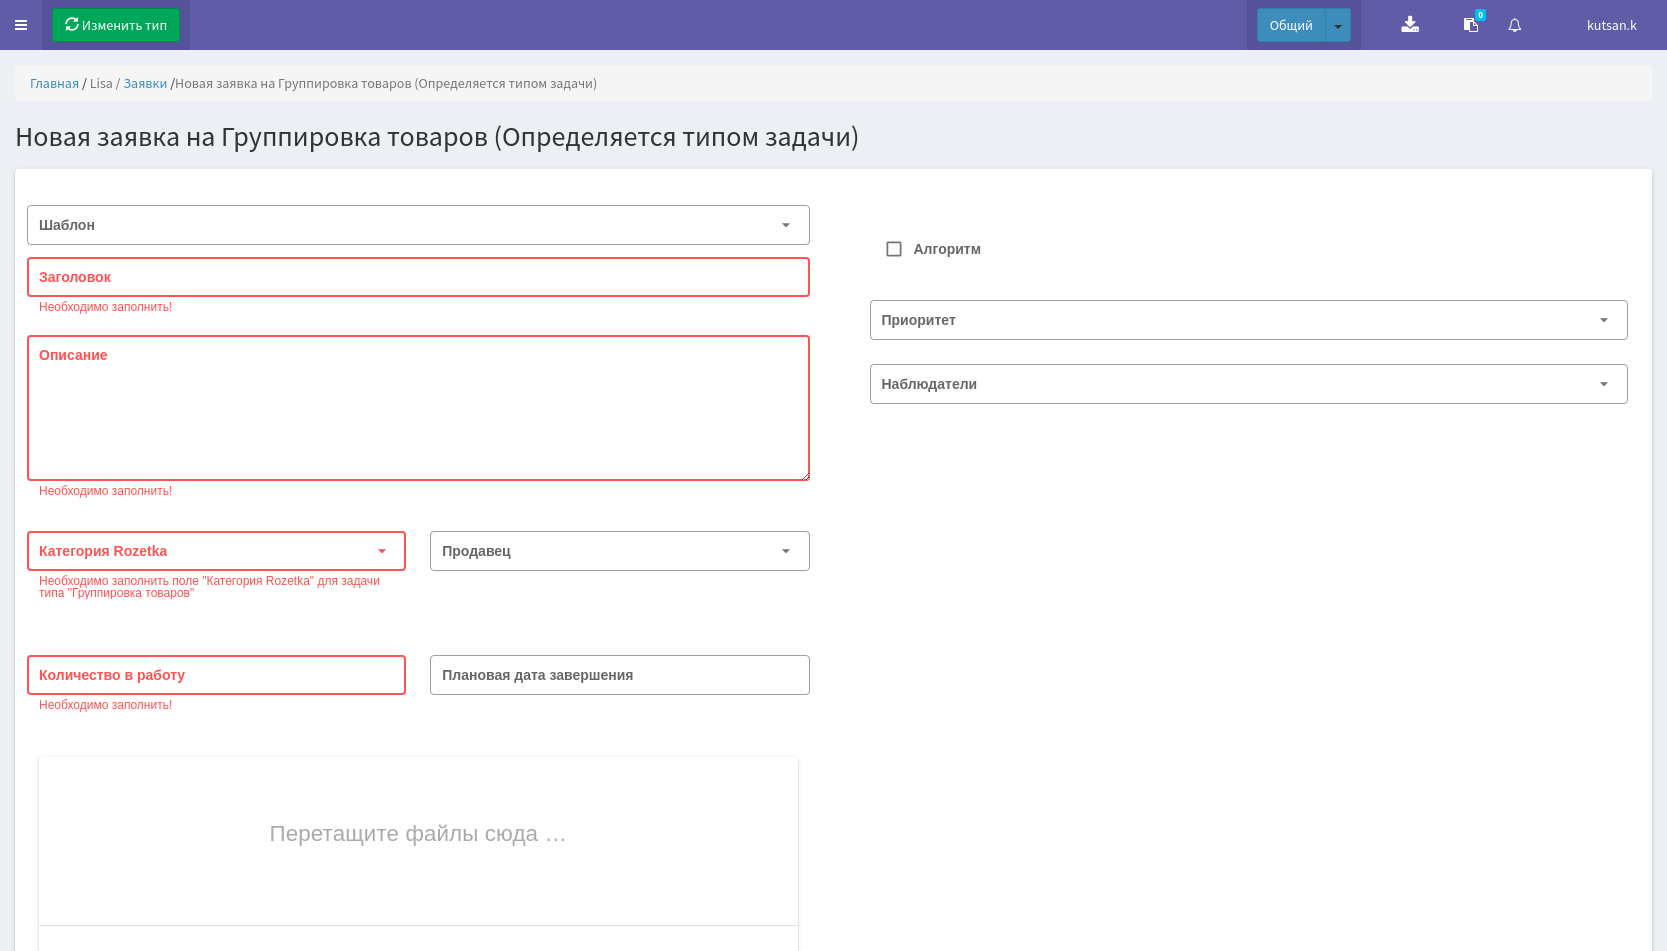 Изменить тип
Общий
0
kutsan.k
Главная / Lisa / Заявки /Новая заявка на Группировка товаров (Определяется типом задачи)
Новая заявка на Группировка товаров (Определяется типом задачи)
Шаблон
Алгоритм
Заголовок
Необходимо заполнить!
Приоритет
Описание
Наблюдатели
Необходимо заполнить!
Категория Rozetka
Продавец
Необходимо заполнить поле "Категория Rozetka" для задачи
типа "Группировка товаров"
Количество в работу
Плановая дата завершения
Необходимо заполнить!
Перетащите файлы сюда …